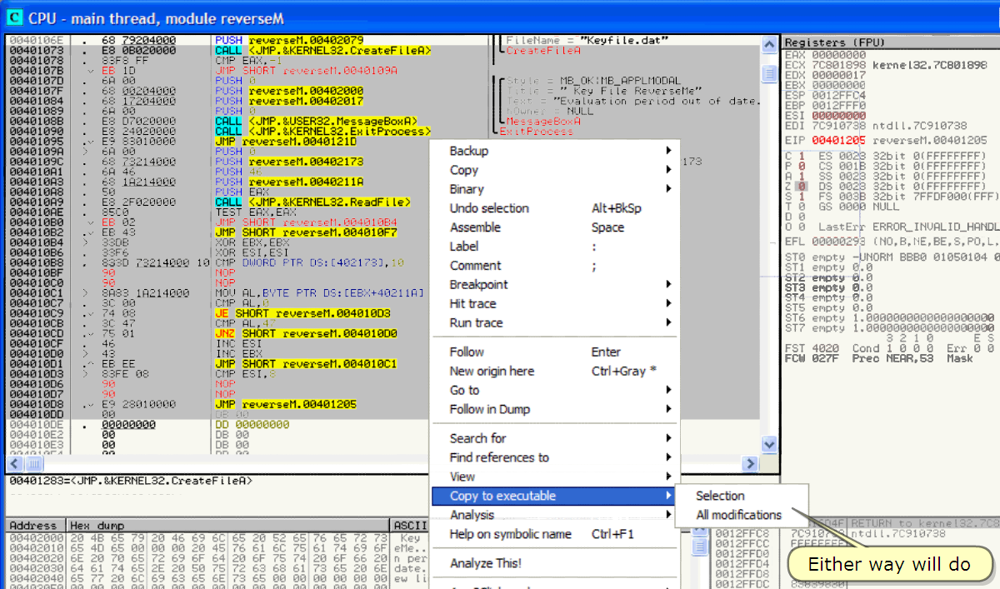 C CPU - main thread, module reverseM
0040106E . 68 79204000 PUSH reverseM.00402079 FileName = "Keyfile.dat"
00401073 . E8 0B020000 CALL <JMP.&KERNEL32.CreateFileA> CreateFileA
00401078 . 83F8 FF CMP EAX,-1
0040107B EB 1D JMP SHORT reverseM.0040109A
0040107D . 6A 00 PUSH 0 Style = MB_OK|MB_APPLMODAL
0040107F . 68 00204000 PUSH reverseM.00402000 Title = " Key File ReverseMe"
00401084 . 68 17204000 PUSH reverseM.00402017 Text = "Evaluation period out of date.
00401089 . 6A 00 PUSH 0 hOwner = NULL
0040108B . E8 D7020000 CALL <JMP.&USER32.MessageBoxA> MessageBoxA
00401090 . E8 24020000 CALL <JMP.&KERNEL32.ExitProcess> ExitProcess
00401095 . E9 83010000 JMP reverseM.0040121D
0040109A > 6A 00 PUSH 0
0040109C . 68 73214000 PUSH reverseM.00402173 173
004010A1 . 6A 46 PUSH 46
004010A3 . 68 1A214000 PUSH reverseM.0040211A
004010A8 . 50 PUSH EAX
004010A9 . E8 2F020000 CALL <JMP.&KERNEL32.ReadFile>
004010AE . 85C0 TEST EAX,EAX
004010B0 EB 02 JMP SHORT reverseM.004010B4
004010B2 . EB 43 JMP SHORT reverseM.004010F7
004010B4 > 33DB XOR EBX,EBX
004010B6 . 33F6 XOR ESI,ESI
004010B8 . 833D 73214000 10 CMP DWORD PTR DS:[402173],10
004010BF 90 NOP
004010C0 90 NOP
004010C1 > 8A83 1A214000 MOV AL,BYTE PTR DS:[EBX+40211A]
004010C7 . 3C 00 CMP AL,0
004010C9 . 74 08 JE SHORT reverseM.004010D3
004010CB . 3C 47 CMP AL,47
004010CD . 75 01 JNZ SHORT reverseM.004010D0
004010CF . 46 INC ESI
004010D0 > 43 INC EBX
004010D1 . EB EE JMP SHORT reverseM.004010C1
004010D3 > 83FE 08 CMP ESI,8
004010D6 90 NOP
004010D7 90 NOP
004010D8 . E9 28010000 JMP reverseM.00401205
004010DD 00 DB 00
004010DE . 00000000 DD 00000000
004010E2 00 DB 00
004010E3 00 DB 00
004010E4 00 DB 00
00401283=<JMP.&KERNEL32.CreateFileA>
Registers (FPU)
EAX 00000000
ECX 7C801898 kernel32.7C801898
EDX 00000017
EBX 00000000
ESP 0012FFC4
EBP 0012FFF0
ESI 00000000
EDI 7C910738 ntdll.7C910738
EIP 00401205 reverseM.00401205
C 1 ES 0023 32bit 0(FFFFFFFF)
P 0 CS 001B 32bit 0(FFFFFFFF)
A 1 SS 0023 32bit 0(FFFFFFFF)
Z 0 DS 0023 32bit 0(FFFFFFFF)
S 1 FS 003B 32bit 7FFDF000(FFF)
T 0 GS 0000 NULL
D 0
O 0 LastErr ERROR_INVALID_HANDL
EFL 00000293 (NO,B,NE,BE,S,PO,L,
ST0 empty -UNORM BBB0 01050104 0
ST1 empty 0.0
ST2 empty 0.0
ST3 empty 0.0
ST4 empty 0.0
ST5 empty 0.0
ST6 empty 1.0000000000000000000
ST7 empty 1.0000000000000000000
3 2 1 0 E S
FST 4020 Cond 1 0 0 0 Err 0 0
FCW 027F Prec NEAR,53 Mask
Backup
Copy
Binary
Undo selection Alt+BkSp
Assemble Space
Label :
Comment ;
Breakpoint
Hit trace
Run trace
Follow Enter
New origin here Ctrl+Gray *
Go to
Follow in Dump
Search for
Find references to
View
Copy to executable
Analysis
Help on symbolic name Ctrl+F1
Analyze This!
Selection
All modifications
Either way will do
Address Hex dump ASCII
00402000 20 4B 65 79 20 46 69 6C 65 20 52 65 76 65 72 73 Key
00402010 65 4D 65 00 00 00 20 45 76 61 6C 75 61 74 69 6F eMe..
00402020 6E 20 70 65 72 69 6F 64 20 6F 75 74 20 6F 66 20 n per
00402030 64 61 74 65 2E 20 50 75 72 63 68 61 73 65 20 6E date.
00402040 65 77 20 6C 69 63 65 6E 73 65 00 00 00 00 00 00 ew li
RETURN to kernel32.7C8
0012FFC8 7C910738 ntdll.7C910738
0012FFCC FFFFFFFF
0012FFD0
0012FFD4
0012FFD8
0012FFDC